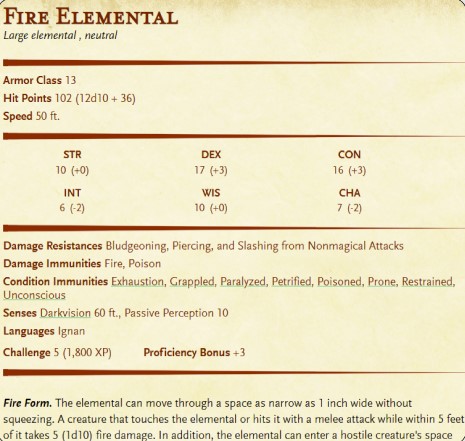 Fire Elemental
Large elemental , neutral
Armor Class 13
Hit Points 102 (12d10 + 36)
Speed 50 ft.
STR DEX CON
10 (+0) 17 (+3) 16 (+3)
INT WIS CHA
6 (-2) 10 (+0) 7 (-2)
Damage Resistances Bludgeoning, Piercing, and Slashing from Nonmagical Attacks
Damage Immunities Fire, Poison
Condition Immunities Exhaustion, Grappled, Paralyzed, Petrified, Poisoned, Prone, Restrained,
Unconscious
Senses Darkvision 60 ft., Passive Perception 10
Languages Ignan
Challenge 5 (1,800 XP) Proficiency Bonus +3
Fire Form. The elemental can move through a space as narrow as 1 inch wide without
squeezing. A creature that touches the elemental or hits it with a melee attack while within 5 feet
of it takes 5 (1d10) fire damage. In addition, the elemental can enter a hostile creature's space